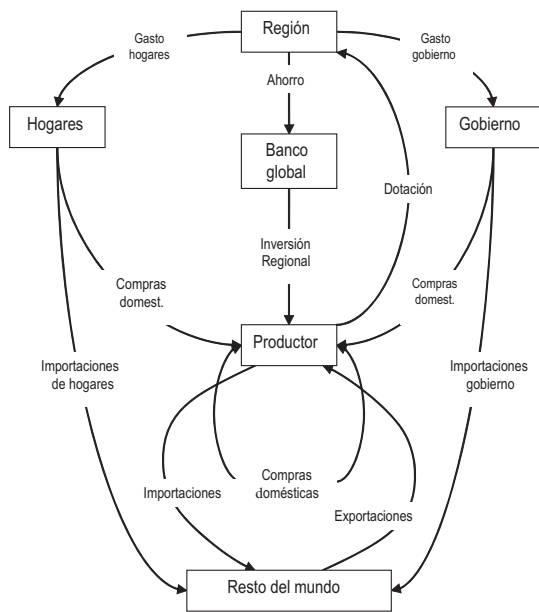 Región
Gasto
hogares
Gasto
gobierno
Ahorro
Hogares
Gobierno
Banco
global
Dotación
Inversión
Regional
Compras
domest.
Compras
domest.
Productor
Importaciones
de hogares
Importaciones
gobierno
Compras
domésticas
Importaciones
Exportaciones
Resto del mundo